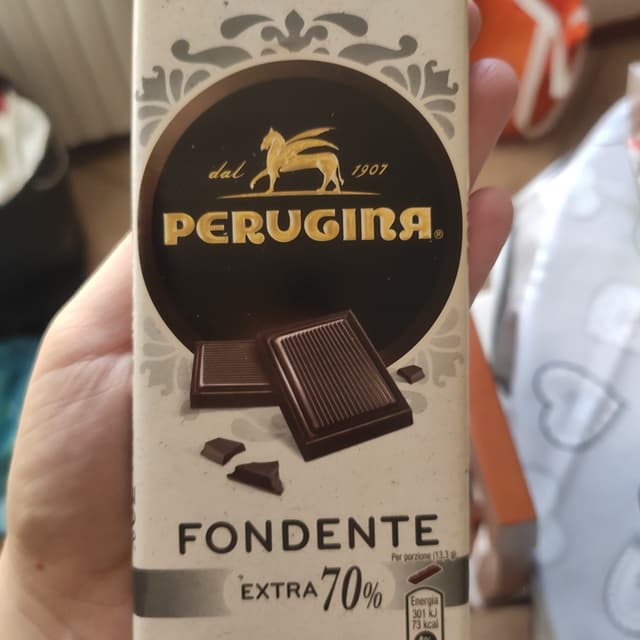 dal 1907
PERUGINA®
FONDENTE
Per porzione (13.3 g)
EXTRA 70%
Energia
301 kJ
73 kcal